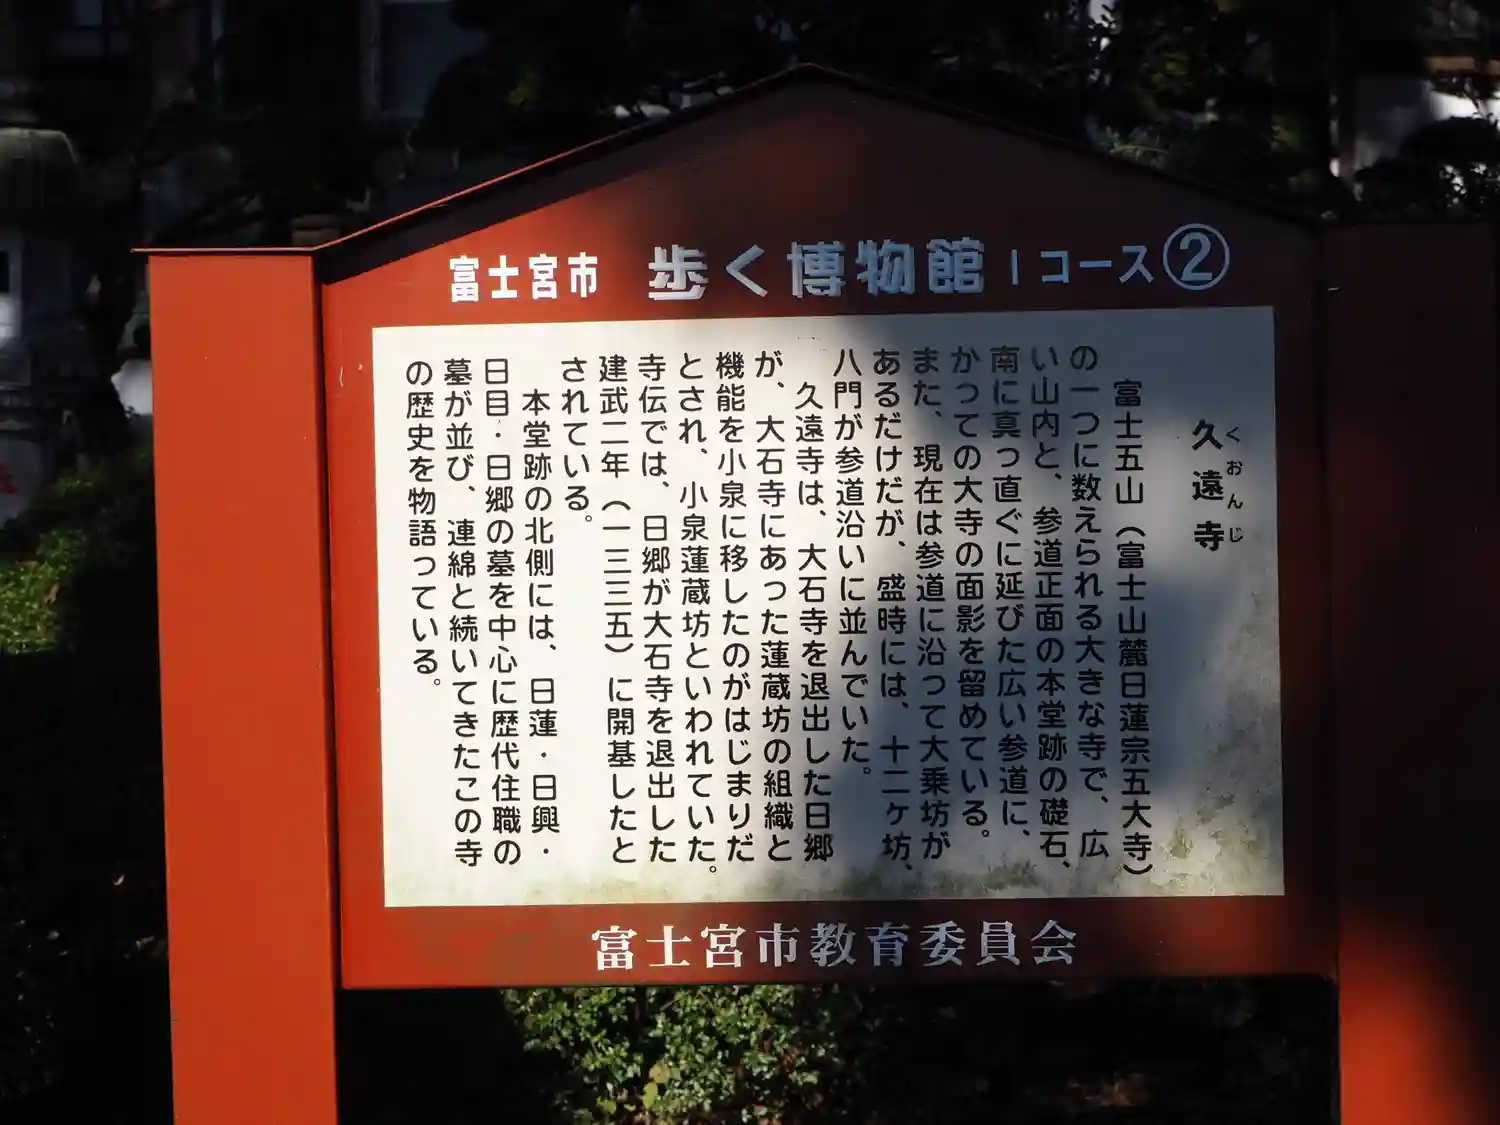 富士宮市 歩く博物館 Iコース②
久遠寺
くおんじ
富士五山（富士山麓日蓮宗五大寺）
の一つに数えられる大きな寺で、広
い山内と、参道正面の本堂跡の礎石、
南に真っ直ぐに延びた広い参道に、
かつての大寺の面影を留めている。
また、現在は参道に沿って大乗坊が
あるだけだが、盛時には、十二ヶ坊、
八門が参道沿いに並んでいた。
久遠寺は、大石寺を退出した日郷
が、大石寺にあった蓮蔵坊の組織と
機能を小泉に移したのがはじまりだ
とされ、小泉蓮蔵坊といわれていた。
寺伝では、日郷が大石寺を退出した
建武二年（一三三五）に開基したと
されている。
本堂跡の北側には、日蓮・日興・
日目・日郷の墓を中心に歴代住職の
墓が並び、連綿と続いてきたこの寺
の歴史を物語っている。
富士宮市教育委員会